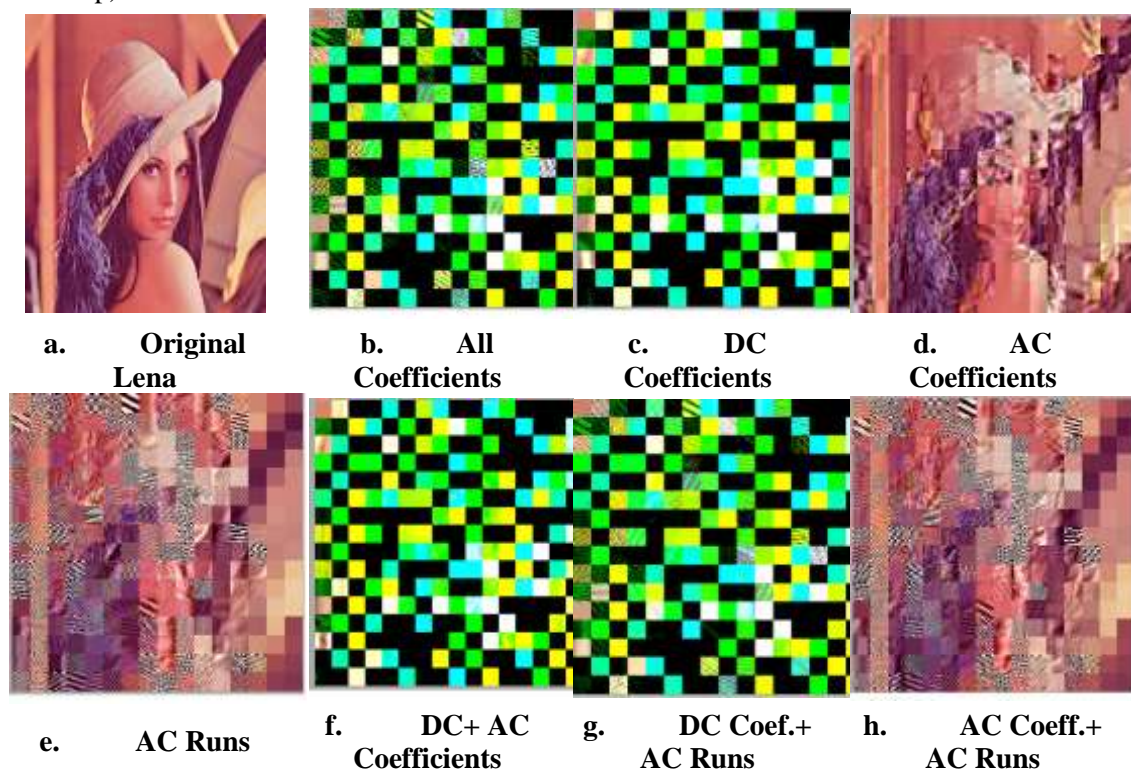 a. Original
Lena
b. All
Coefficients
c. DC
Coefficients
d. AC
Coefficients
e. AC Runs
f. DC+ AC
Coefficients
g. DC Coef.+
AC Runs
h. AC Coeff.+
AC Runs